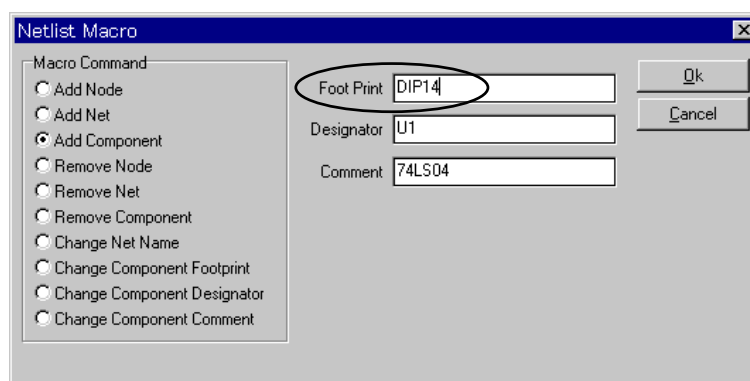 Netlist Macro
Macro Command
Add Node
Add Net
Add Component
Remove Node
Remove Net
Remove Component
Change Net Name
Change Component Footprint
Change Component Designator
Change Component Comment
Foot Print DIP14
Designator U1
Comment 74LS04
Ok
Cancel